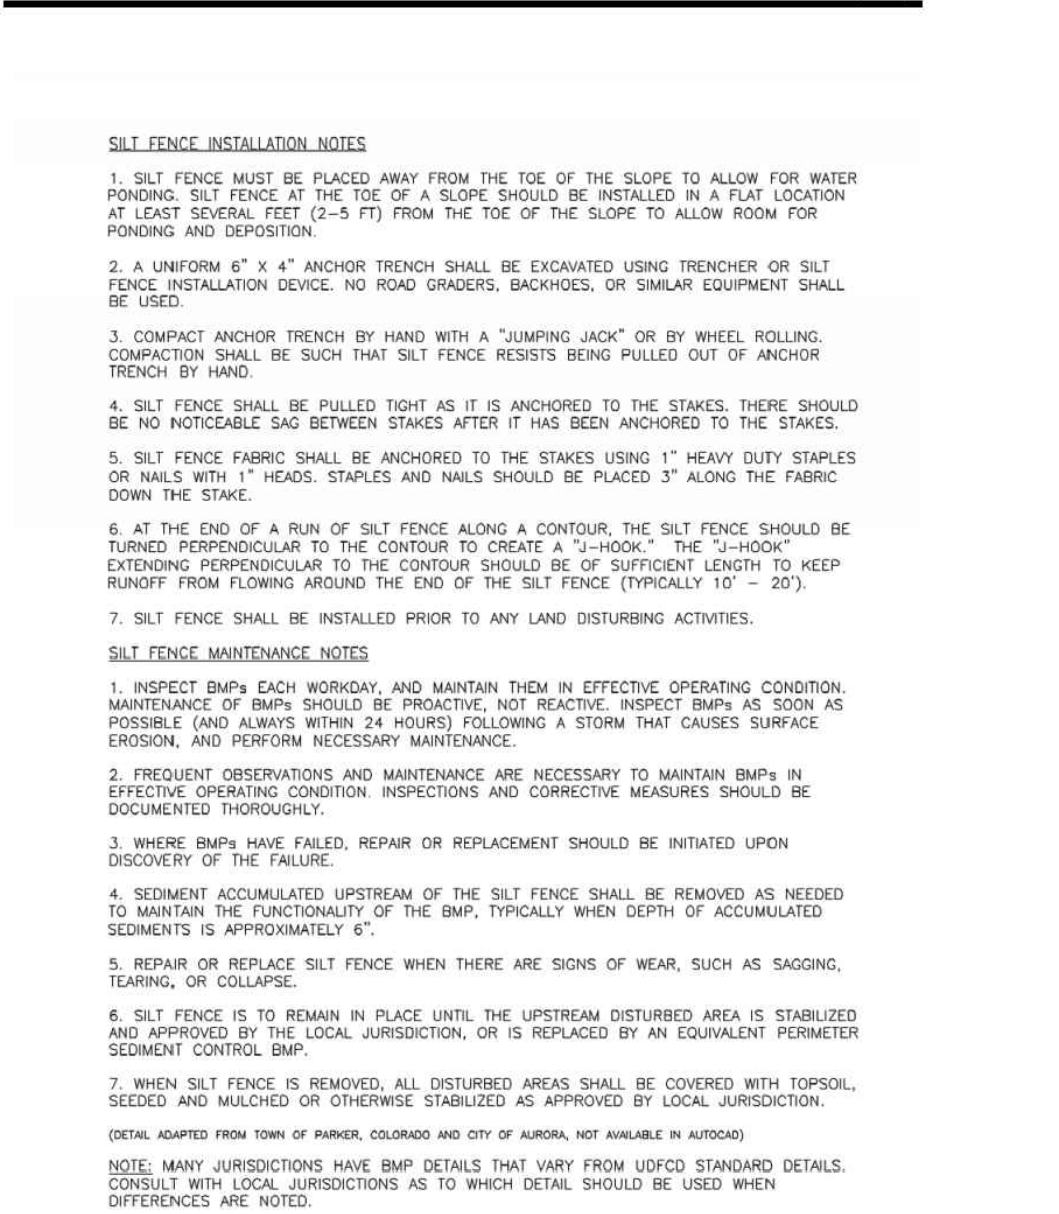 SILT FENCE INSTALLATION NOTES
1. SILT FENCE MUST BE PLACED AWAY FROM THE TOE OF THE SLOPE TO ALLOW FOR WATER
PONDING. SILT FENCE AT THE TOE OF A SLOPE SHOULD BE INSTALLED IN A FLAT LOCATION
AT LEAST SEVERAL FEET (2–5 FT) FROM THE TOE OF THE SLOPE TO ALLOW ROOM FOR
PONDING AND DEPOSITION.
2. A UNIFORM 6" X 4" ANCHOR TRENCH SHALL BE EXCAVATED USING TRENCHER OR SILT
FENCE INSTALLATION DEVICE. NO ROAD GRADERS, BACKHOES, OR SIMILAR EQUIPMENT SHALL
BE USED.
3. COMPACT ANCHOR TRENCH BY HAND WITH A "JUMPING JACK" OR BY WHEEL ROLLING.
COMPACTION SHALL BE SUCH THAT SILT FENCE RESISTS BEING PULLED OUT OF ANCHOR
TRENCH BY HAND.
4. SILT FENCE SHALL BE PULLED TIGHT AS IT IS ANCHORED TO THE STAKES. THERE SHOULD
BE NO NOTICEABLE SAG BETWEEN STAKES AFTER IT HAS BEEN ANCHORED TO THE STAKES.
5. SILT FENCE FABRIC SHALL BE ANCHORED TO THE STAKES USING 1" HEAVY DUTY STAPLES
OR NAILS WITH 1" HEADS. STAPLES AND NAILS SHOULD BE PLACED 3" ALONG THE FABRIC
DOWN THE STAKE.
6. AT THE END OF A RUN OF SILT FENCE ALONG A CONTOUR, THE SILT FENCE SHOULD BE
TURNED PERPENDICULAR TO THE CONTOUR TO CREATE A "J–HOOK." THE "J–HOOK"
EXTENDING PERPENDICULAR TO THE CONTOUR SHOULD BE OF SUFFICIENT LENGTH TO KEEP
RUNOFF FROM FLOWING AROUND THE END OF THE SILT FENCE (TYPICALLY 10' – 20').
7. SILT FENCE SHALL BE INSTALLED PRIOR TO ANY LAND DISTURBING ACTIVITIES.
SILT FENCE MAINTENANCE NOTES
1. INSPECT BMPs EACH WORKDAY, AND MAINTAIN THEM IN EFFECTIVE OPERATING CONDITION.
MAINTENANCE OF BMPs SHOULD BE PROACTIVE, NOT REACTIVE. INSPECT BMPs AS SOON AS
POSSIBLE (AND ALWAYS WITHIN 24 HOURS) FOLLOWING A STORM THAT CAUSES SURFACE
EROSION, AND PERFORM NECESSARY MAINTENANCE.
2. FREQUENT OBSERVATIONS AND MAINTENANCE ARE NECESSARY TO MAINTAIN BMPs IN
EFFECTIVE OPERATING CONDITION. INSPECTIONS AND CORRECTIVE MEASURES SHOULD BE
DOCUMENTED THOROUGHLY.
3. WHERE BMPs HAVE FAILED, REPAIR OR REPLACEMENT SHOULD BE INITIATED UPON
DISCOVERY OF THE FAILURE.
4. SEDIMENT ACCUMULATED UPSTREAM OF THE SILT FENCE SHALL BE REMOVED AS NEEDED
TO MAINTAIN THE FUNCTIONALITY OF THE BMP, TYPICALLY WHEN DEPTH OF ACCUMULATED
SEDIMENTS IS APPROXIMATELY 6".
5. REPAIR OR REPLACE SILT FENCE WHEN THERE ARE SIGNS OF WEAR, SUCH AS SAGGING,
TEARING, OR COLLAPSE.
6. SILT FENCE IS TO REMAIN IN PLACE UNTIL THE UPSTREAM DISTURBED AREA IS STABILIZED
AND APPROVED BY THE LOCAL JURISDICTION, OR IS REPLACED BY AN EQUIVALENT PERIMETER
SEDIMENT CONTROL BMP.
7. WHEN SILT FENCE IS REMOVED, ALL DISTURBED AREAS SHALL BE COVERED WITH TOPSOIL,
SEEDED AND MULCHED OR OTHERWISE STABILIZED AS APPROVED BY LOCAL JURISDICTION.
(DETAIL ADAPTED FROM TOWN OF PARKER, COLORADO AND CITY OF AURORA, NOT AVAILABLE IN AUTOCAD)
NOTE: MANY JURISDICTIONS HAVE BMP DETAILS THAT VARY FROM UDFCD STANDARD DETAILS.
CONSULT WITH LOCAL JURISDICTIONS AS TO WHICH DETAIL SHOULD BE USED WHEN
DIFFERENCES ARE NOTED.